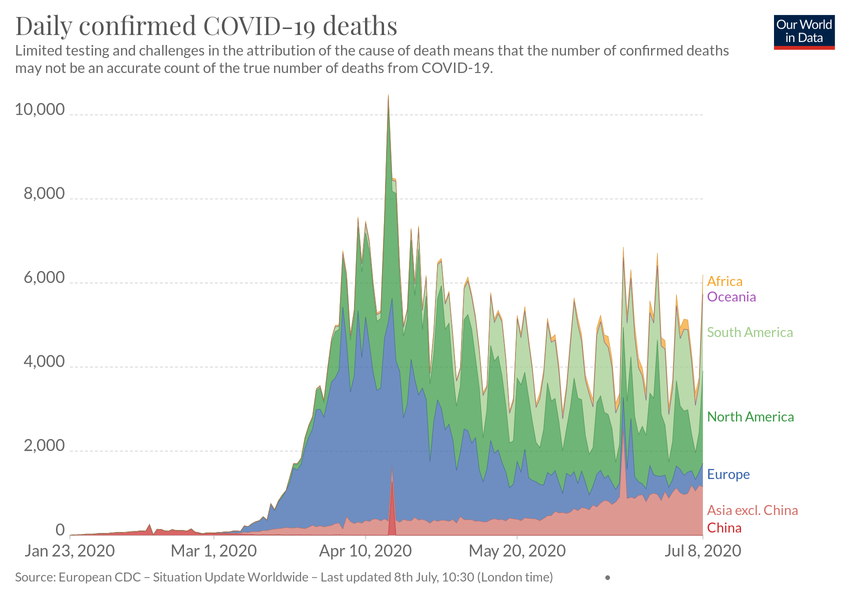 Daily confirmed COVID-19 deaths
Our World
in Data
Limited testing and challenges in the attribution of the cause of death means that the number of confirmed deaths
may not be an accurate count of the true number of deaths from COVID-19.
10,000
8,000
6,000
4,000
2,000
0
Africa
Oceania
South America
North America
Europe
Asia excl. China
China
Jan 23, 2020
Mar 1, 2020
Apr 10, 2020
May 20, 2020
Jul 8, 2020
Source: European CDC – Situation Update Worldwide – Last updated 8th July, 10:30 (London time)